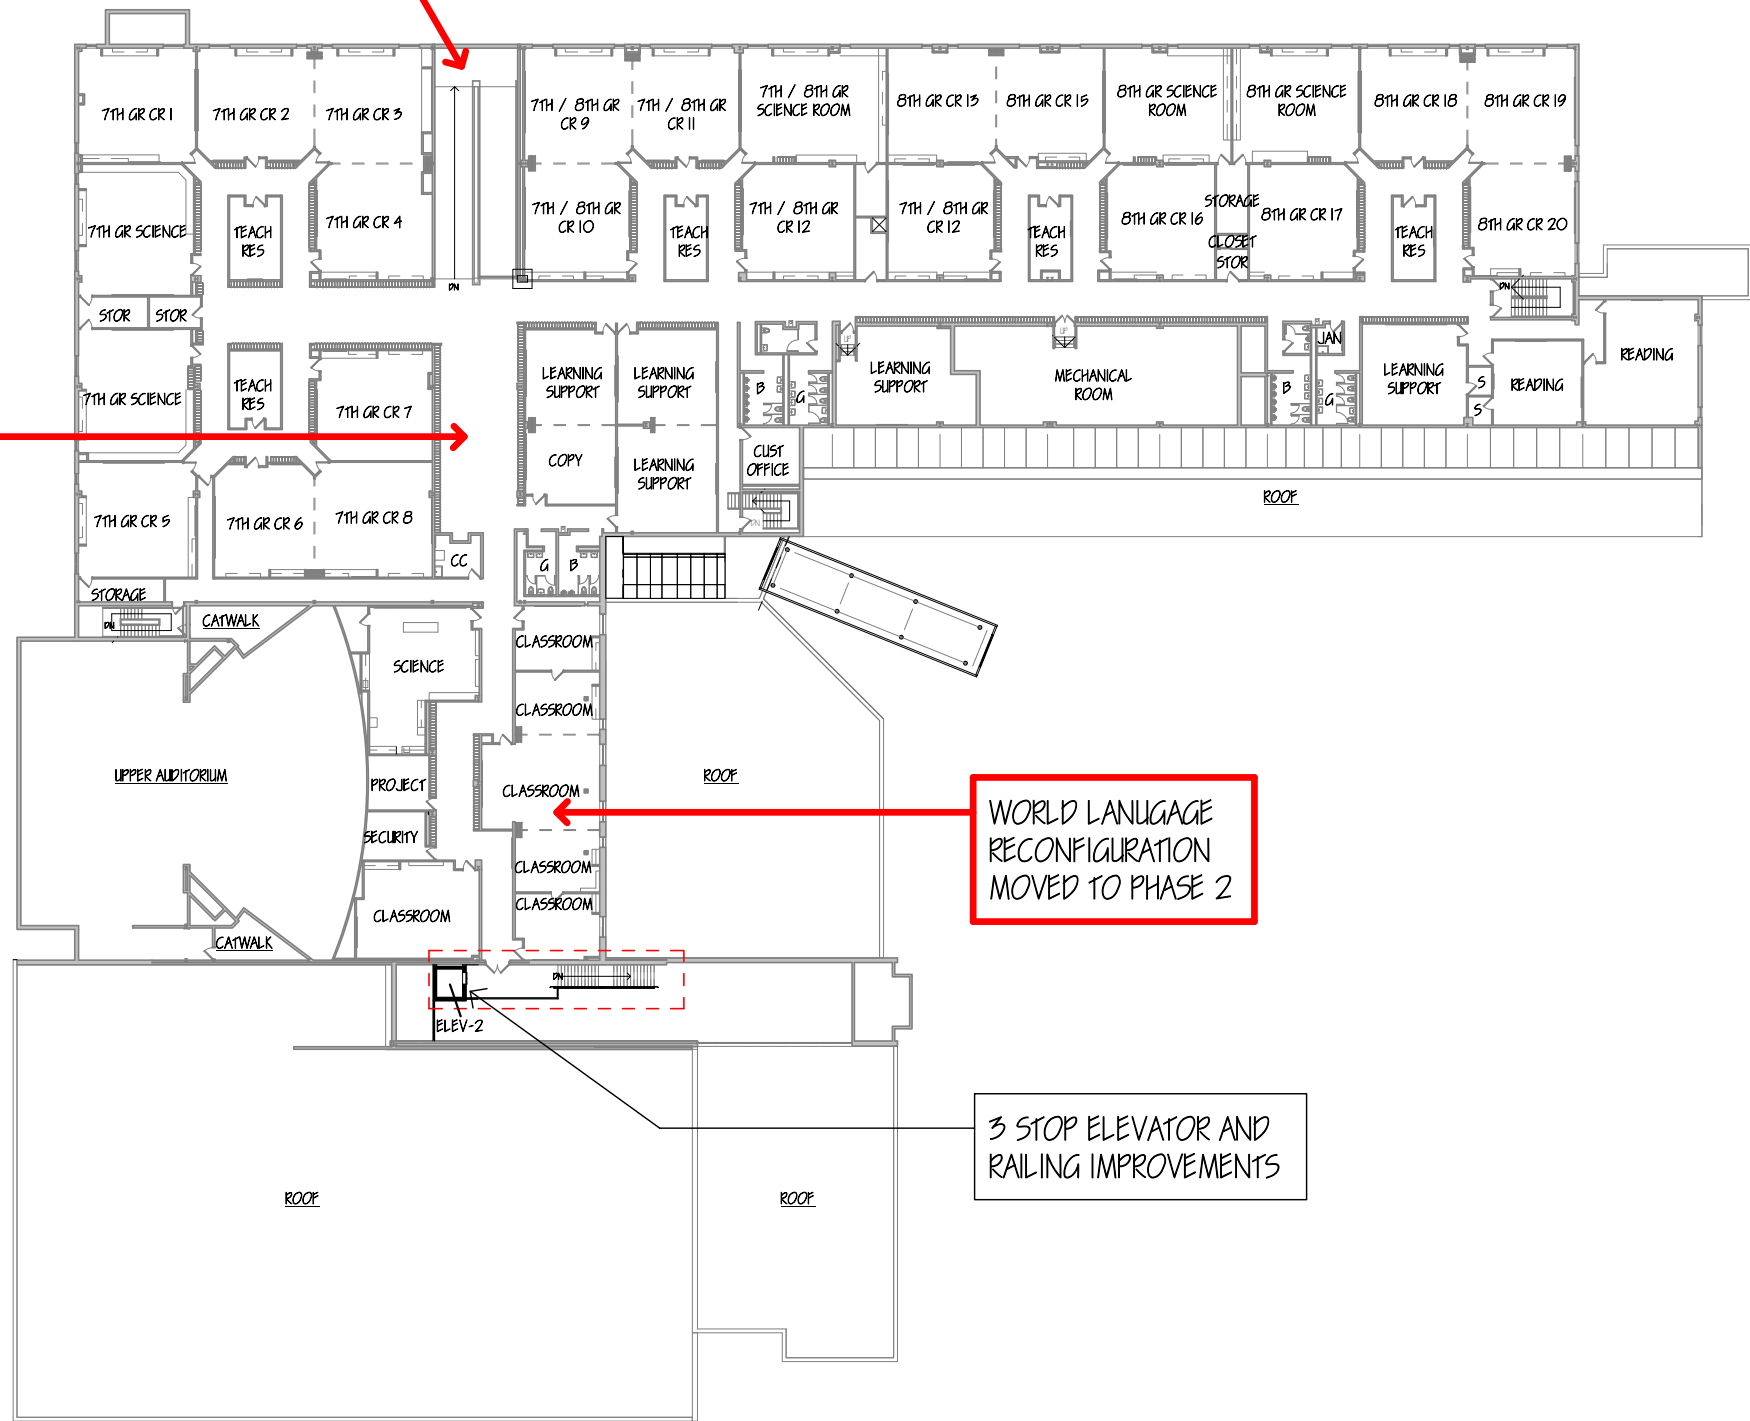 7TH GR CR 1
7TH GR CR 2
7TH GR CR 3
7TH / 8TH GR
CR 9
7TH / 8TH GR
CR 11
7TH / 8TH GR
SCIENCE ROOM
8TH GR CR 13
8TH GR CR 15
8TH GR SCIENCE
ROOM
8TH GR SCIENCE
ROOM
8TH GR CR 18
8TH GR CR 19
7TH GR SCIENCE
TEACH
RES
7TH GR CR 4
7TH / 8TH GR
CR 10
TEACH
RES
7TH / 8TH GR
CR 12
7TH / 8TH GR
CR 12
TEACH
RES
8TH GR CR 16
STORAGE
CLOSET
STOR
8TH GR CR 17
TEACH
RES
8TH GR CR 20
DN
DN
STOR
STOR
7TH GR SCIENCE
TEACH
RES
7TH GR CR 7
LEARNING
SUPPORT
LEARNING
SUPPORT
B
G
UP
LEARNING
SUPPORT
UP
MECHANICAL
ROOM
B
JAN
G
LEARNING
SUPPORT
S
S
READING
READING
COPY
LEARNING
SUPPORT
CUST
OFFICE
DN
ROOF
7TH GR CR 5
7TH GR CR 6
7TH GR CR 8
CC
G
B
STORAGE
DN
CATWALK
SCIENCE
CLASSROOM
CLASSROOM
UPPER AUDITORIUM
PROJECT
CLASSROOM
ROOF
SECURITY
CLASSROOM
CLASSROOM
CLASSROOM
CATWALK
WORLD LANUGAGE
RECONFIGURATION
MOVED TO PHASE 2
DN
ELEV-2
3 STOP ELEVATOR AND
RAILING IMPROVEMENTS
ROOF
ROOF